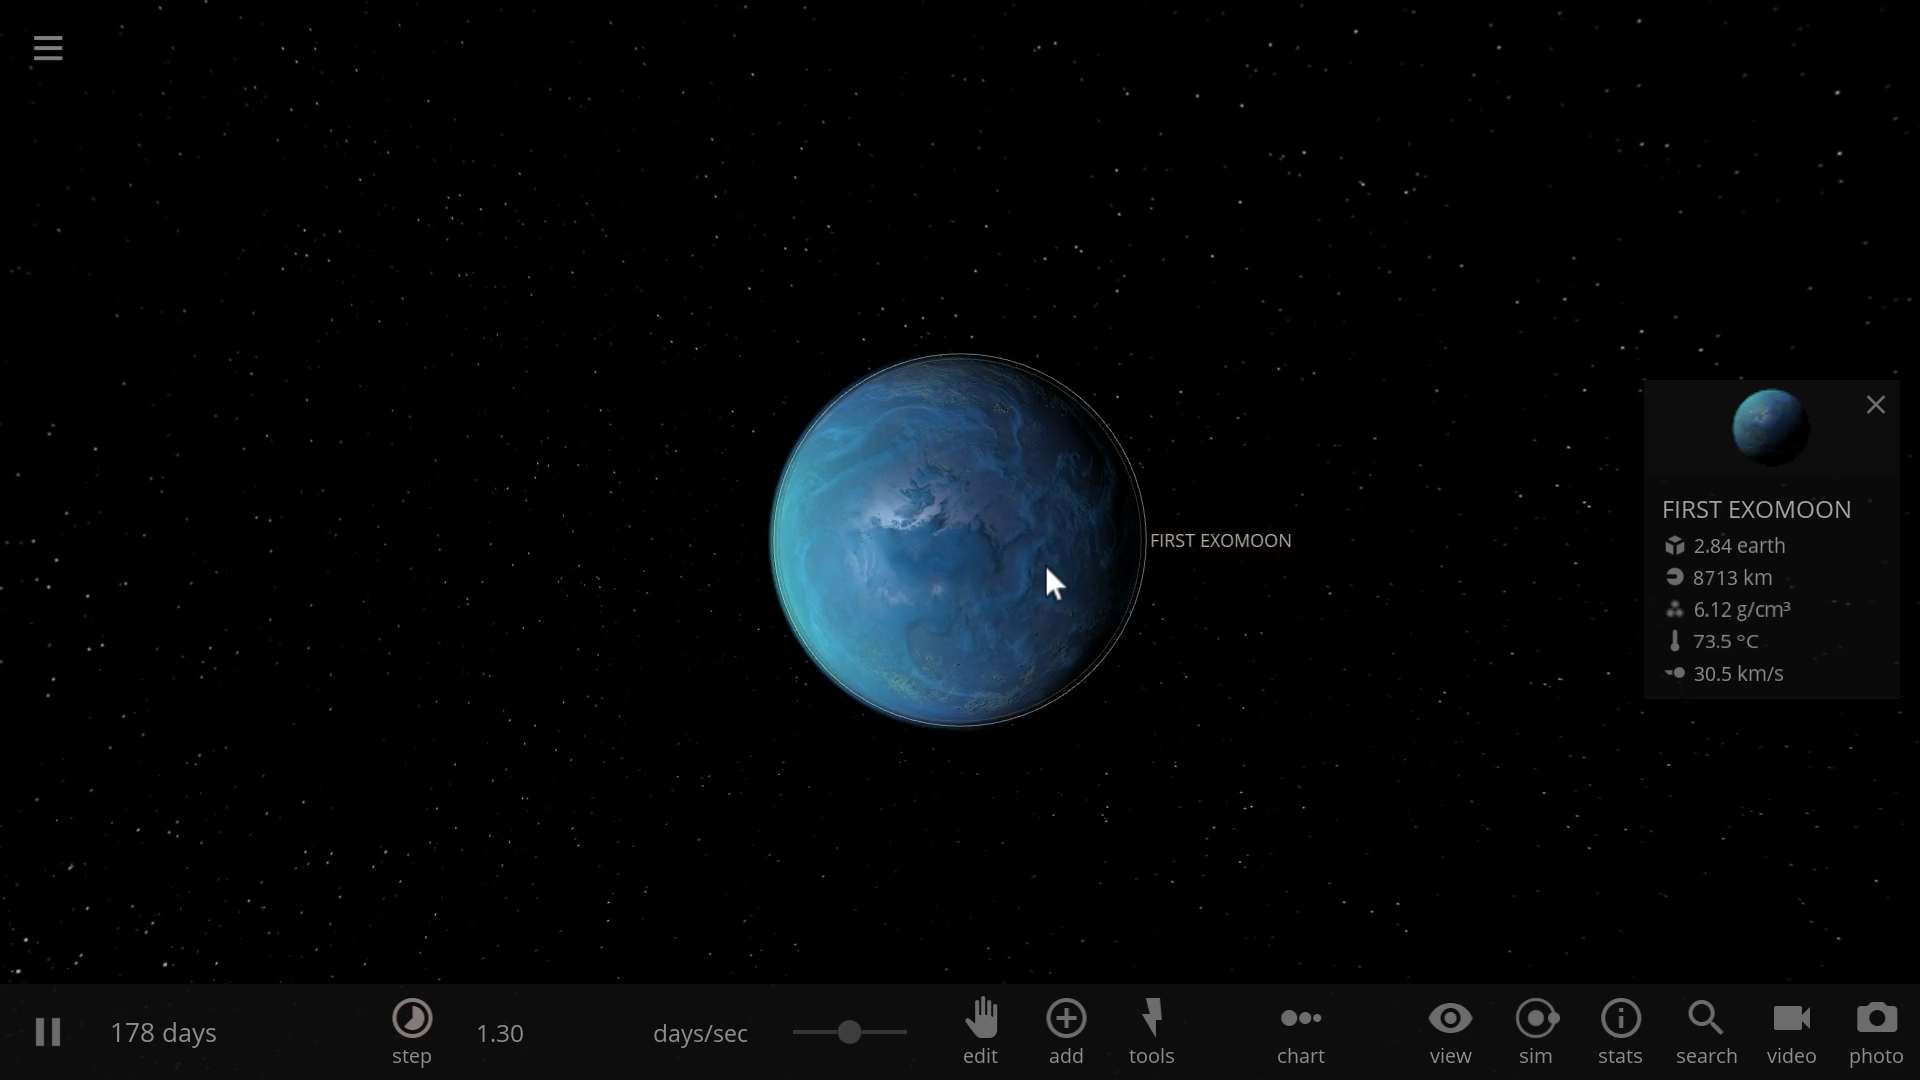 FIRST EXOMOON
FIRST EXOMOON
2.84 earth
8713 km
6.12 g/cm³
73.5 °C
30.5 km/s
178 days
step
1.30
days/sec
edit
add
tools
chart
view
sim
stats
search
video
photo